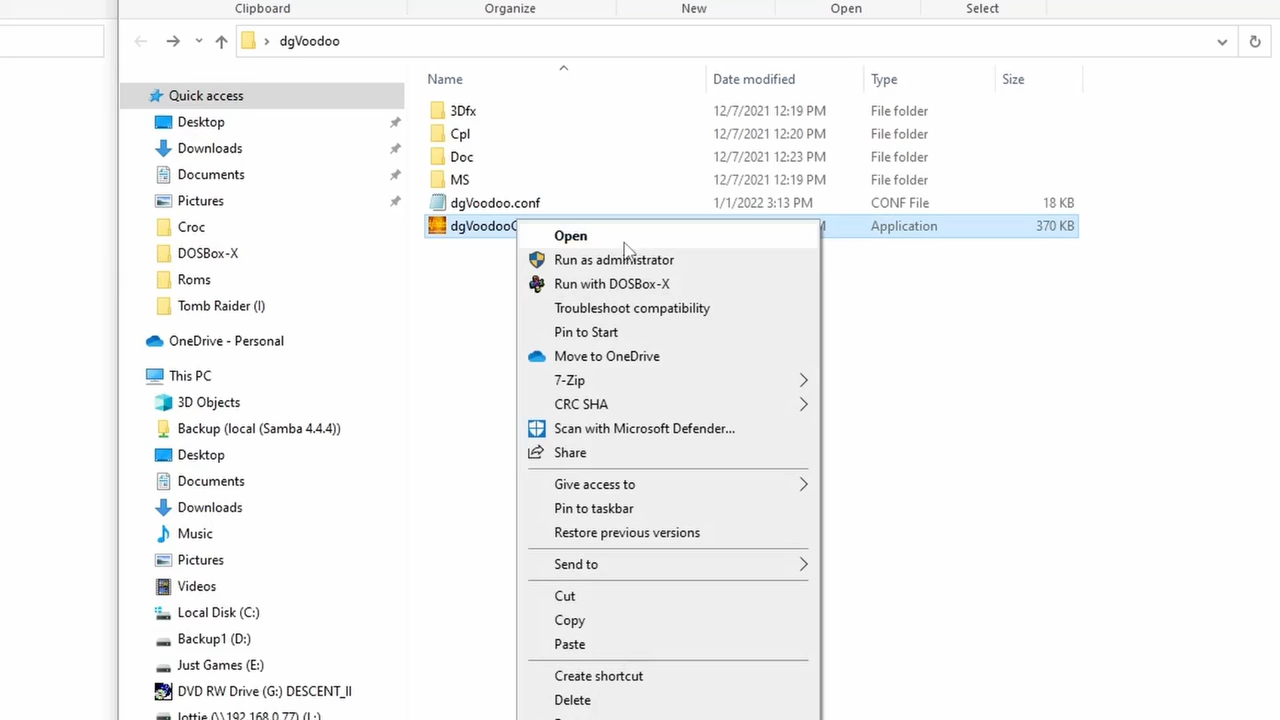 Clipboard Organize New Open Select
dgVoodoo
Name Date modified Type Size
Quick access
Desktop
Downloads
Documents
Pictures
Croc
DOSBox-X
Roms
Tomb Raider (I)
OneDrive - Personal
This PC
3D Objects
Backup (local (Samba 4.4.4))
Desktop
Documents
Downloads
Music
Pictures
Videos
Local Disk (C:)
Backup1 (D:)
Just Games (E:)
DVD RW Drive (G:) DESCENT_II
lottie (\\192.168.0.77) (L:)
3Dfx 12/7/2021 12:19 PM File folder
Cpl 12/7/2021 12:20 PM File folder
Doc 12/7/2021 12:23 PM File folder
MS 12/7/2021 12:19 PM File folder
dgVoodoo.conf 1/1/2022 3:13 PM CONF File 18 KB
Application 370 KB
Open
Run as administrator
Run with DOSBox-X
Troubleshoot compatibility
Pin to Start
Move to OneDrive
7-Zip
CRC SHA
Scan with Microsoft Defender...
Share
Give access to
Pin to taskbar
Restore previous versions
Send to
Cut
Copy
Paste
Create shortcut
Delete